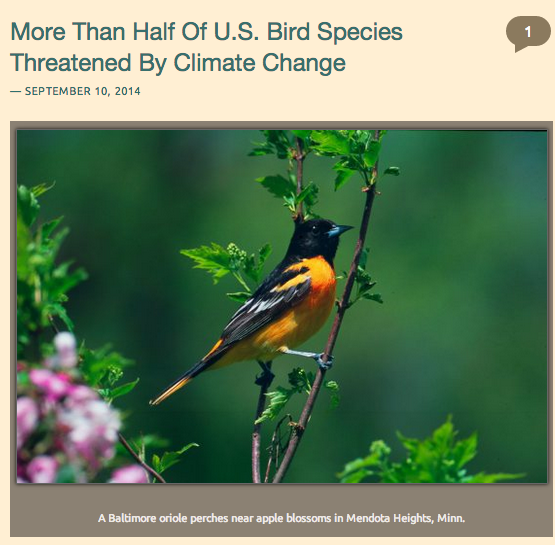 More Than Half Of U.S. Bird Species
Threatened By Climate Change
1
— SEPTEMBER 10, 2014
A Baltimore oriole perches near apple blossoms in Mendota Heights, Minn.